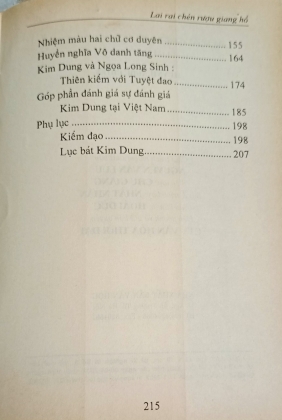 Lai rai chén rượu giang hồ
Nhiệm màu hai chữ cơ duyên ........ 155
Huyền nghĩa Vô danh tăng ........ 164
Kim Dung và Ngọa Long Sinh :
Thiên kiếm với Tuyệt đao ........ 174
Góp phần đánh giá sự đánh giá
Kim Dung tại Việt Nam ........ 185
Phụ lục ........ 198
Kiếm đạo ........ 198
Lục bát Kim Dung ........ 207
215